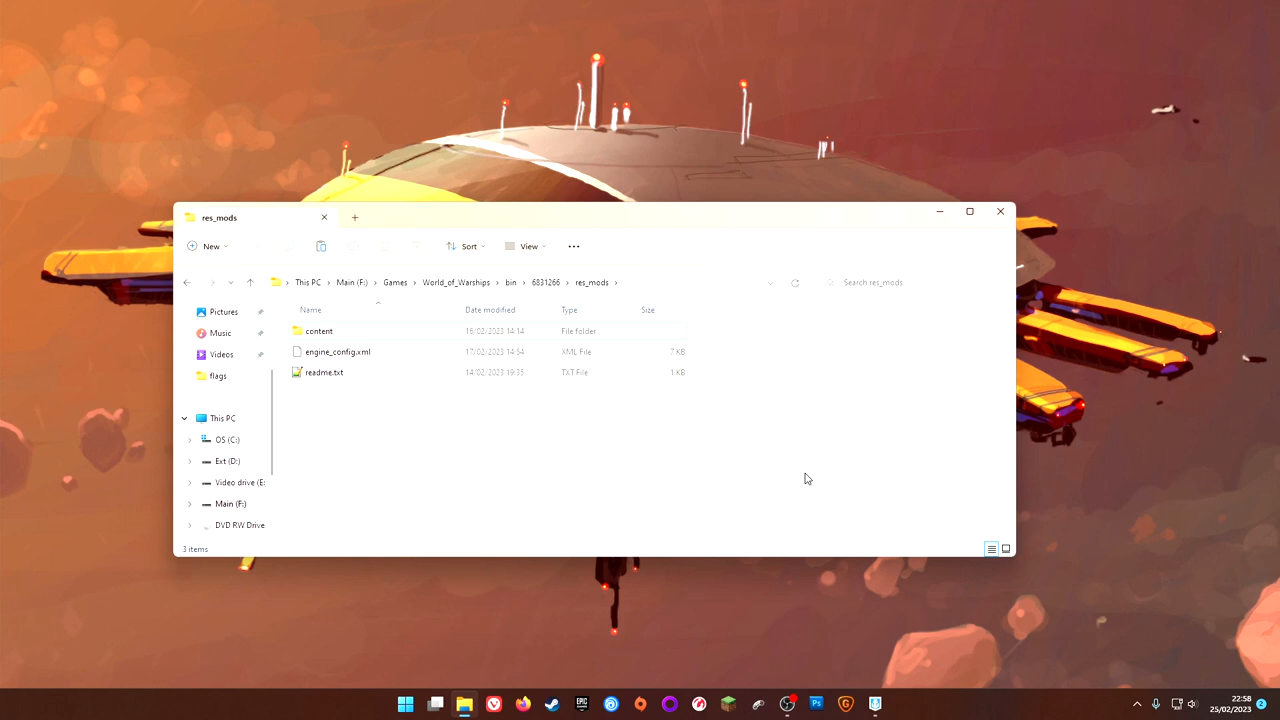 res_mods
New
Sort
View
This PC
Main (F:)
Games
World_of_Warships
bin
6831266
res_mods
Search res_mods
Name
Date modified
Type
Size
content
16/02/2023 14:14
File folder
engine_config.xml
17/02/2023 14:54
XML File
7 KB
readme.txt
14/02/2023 19:35
TXT File
1 KB
Pictures
Music
Videos
flags
This PC
OS (C:)
Ext (D:)
Video drive (E:
Main (F:)
DVD RW Drive
3 items
EPIC
Ps
G
22:58
25/02/2023
2